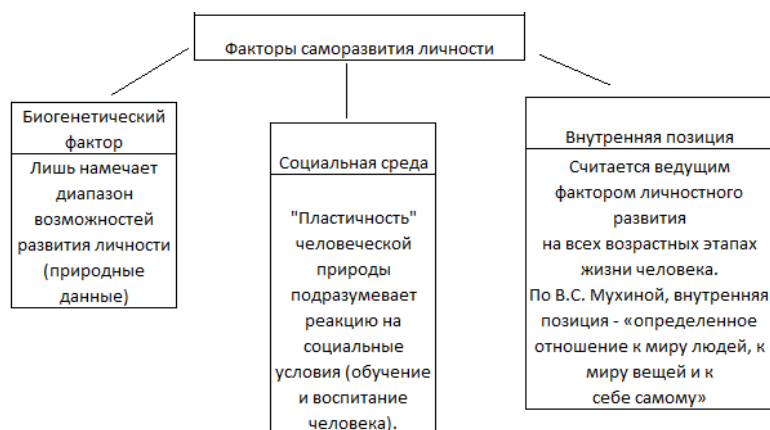 Факторы саморазвития личности
Биогенетический
фактор
Лишь намечает
диапазон
возможностей
развития личности
(природные
данные)
Социальная среда
"Пластичность"
человеческой
природы
подразумевает
реакцию на
социальные
условия (обучение
и воспитание
человека).
Внутренняя позиция
Считается ведущим
фактором личностного
развития
на всех возрастных этапах
жизни человека.
По В.С. Мухиной, внутренняя
позиция - «определенное
отношение к миру людей, к
миру вещей и к
себе самому»